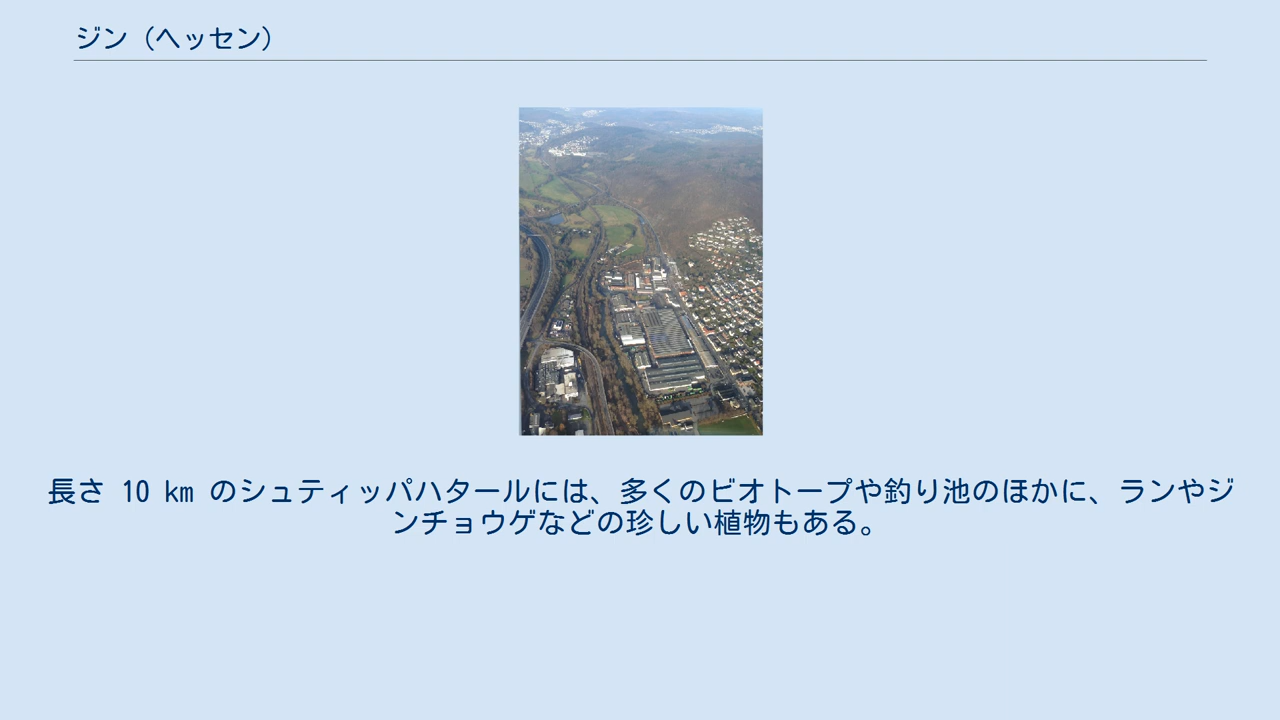 ジン（ヘッセン）
長さ 10 km のシュティッパハタールには、多くのビオトープや釣り池のほかに、ランやジ
ンチョウゲなどの珍しい植物もある。